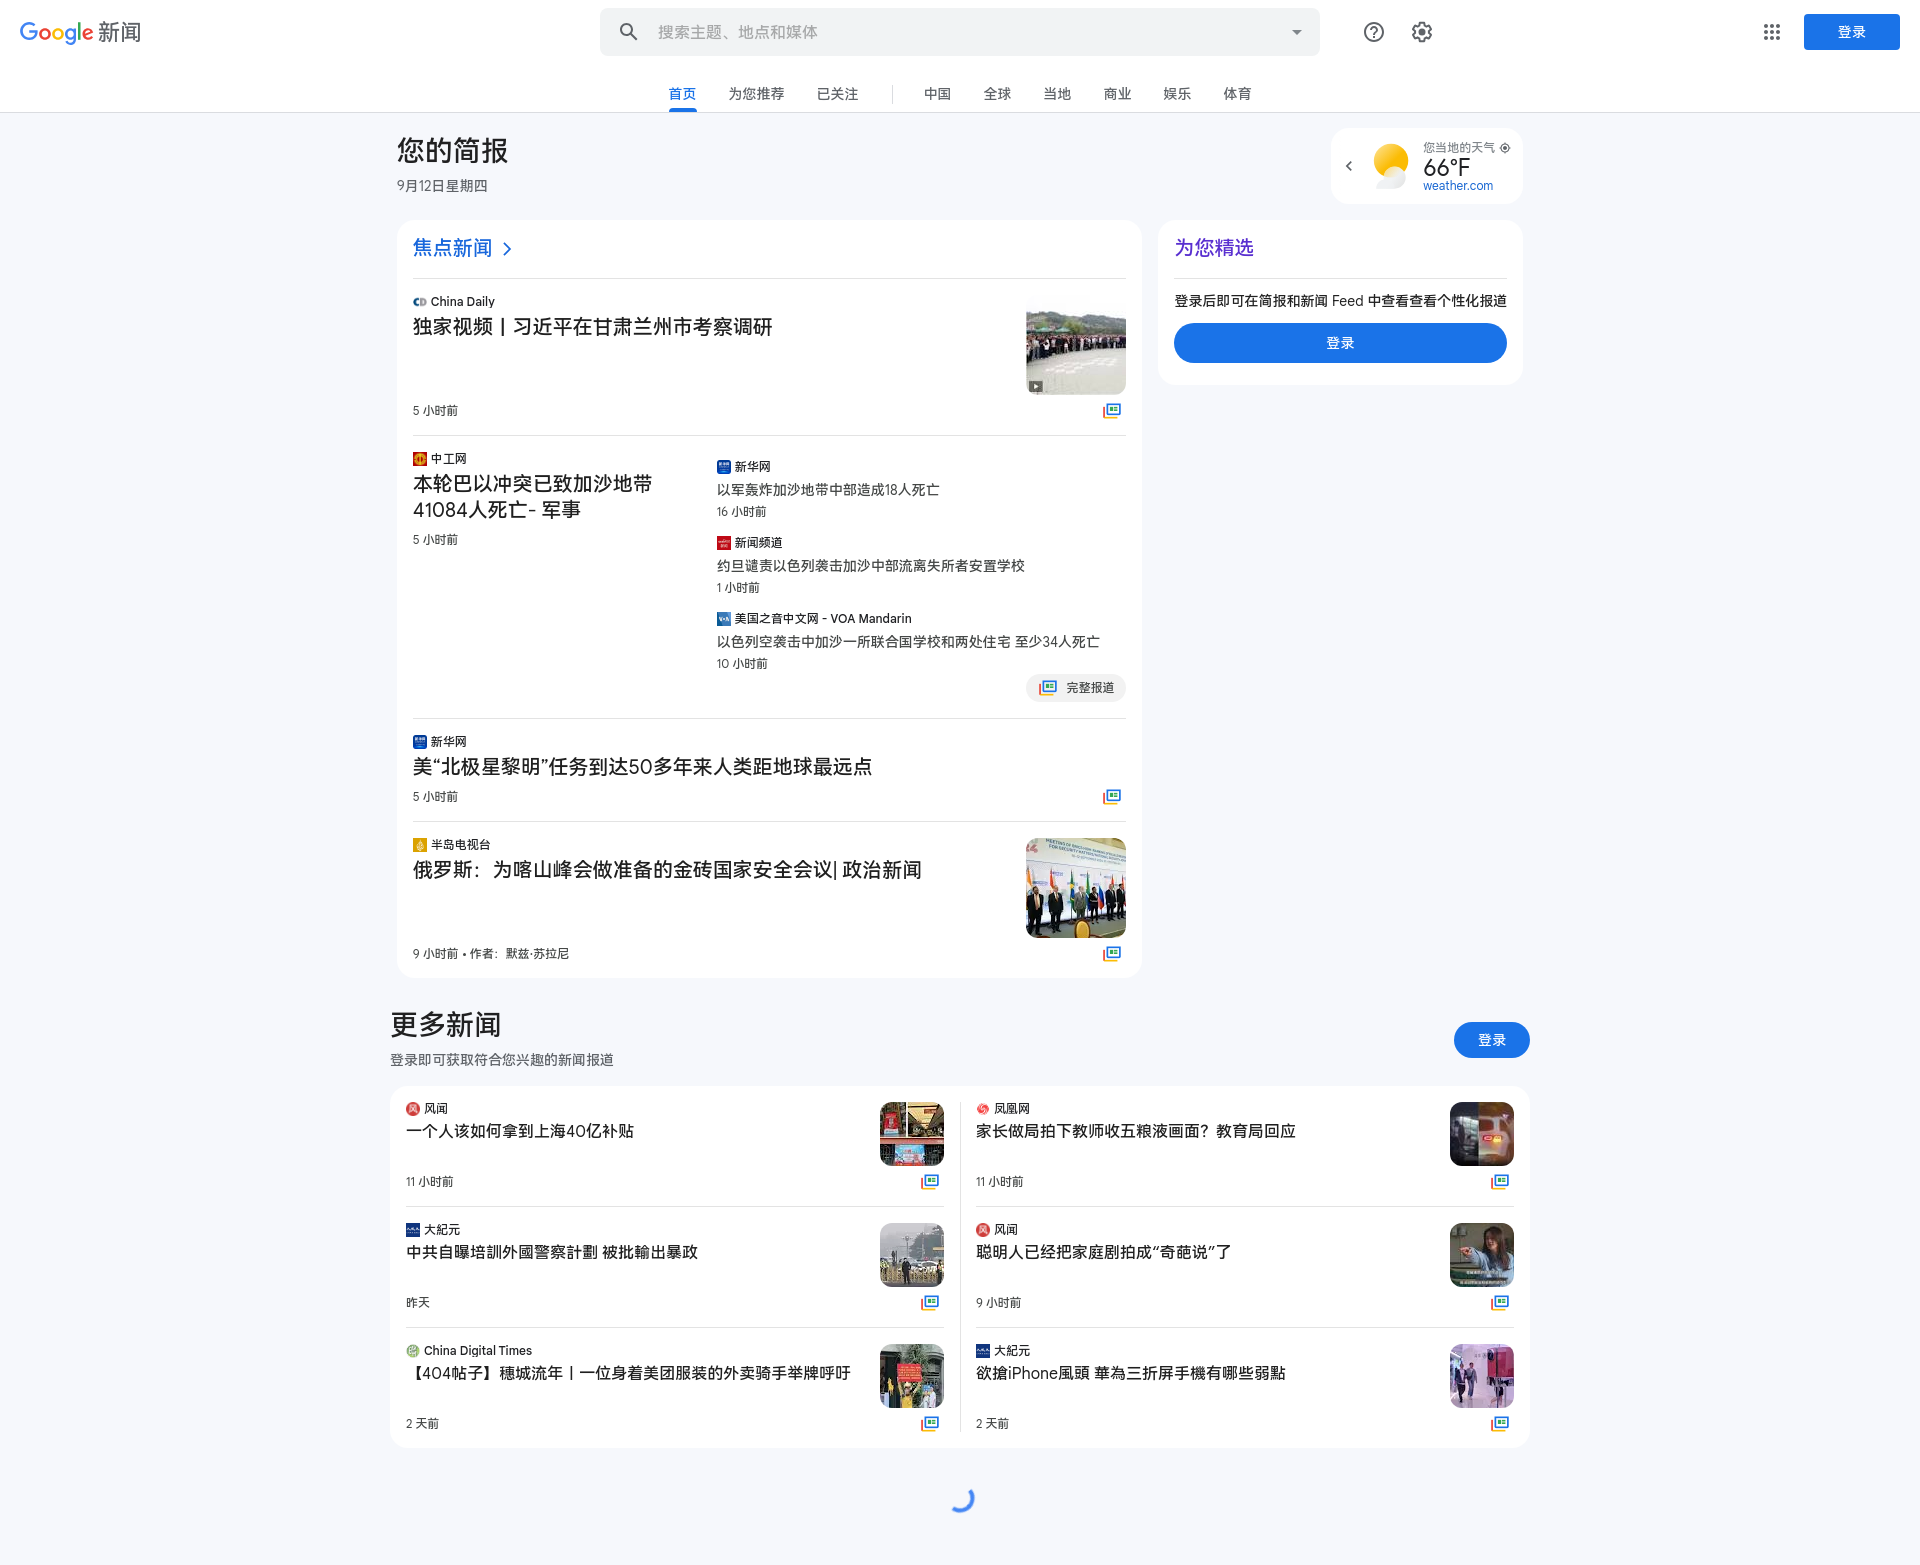 Google 新闻
搜索主题、地点和媒体
登录
首页
为您推荐
已关注
中国
全球
当地
商业
娱乐
体育
您的简报
9月12日星期四
您当地的天气
66°F
weather.com
焦点新闻
China Daily
独家视频丨习近平在甘肃兰州市考察调研
5 小时前
中工网
本轮巴以冲突已致加沙地带
41084人死亡- 军事
5 小时前
新华网
以军轰炸加沙地带中部造成18人死亡
16 小时前
新闻频道
约旦谴责以色列袭击加沙中部流离失所者安置学校
1 小时前
美国之音中文网 - VOA Mandarin
以色列空袭击中加沙一所联合国学校和两处住宅 至少34人死亡
10 小时前
完整报道
新华网
美“北极星黎明”任务到达50多年来人类距地球最远点
5 小时前
半岛电视台
俄罗斯：为喀山峰会做准备的金砖国家安全会议| 政治新闻
9 小时前 • 作者：默兹·苏拉尼
为您精选
登录后即可在简报和新闻 Feed 中查看查看个性化报道
登录
更多新闻
登录即可获取符合您兴趣的新闻报道
登录
风闻
一个人该如何拿到上海40亿补贴
11 小时前
凤凰网
家长做局拍下教师收五粮液画面？教育局回应
11 小时前
大紀元
中共自曝培訓外國警察計劃 被批輸出暴政
昨天
风闻
聪明人已经把家庭剧拍成“奇葩说”了
9 小时前
China Digital Times
【404帖子】穗城流年丨一位身着美团服装的外卖骑手举牌呼吁
2 天前
大紀元
欲搶iPhone風頭 華為三折屏手機有哪些弱點
2 天前